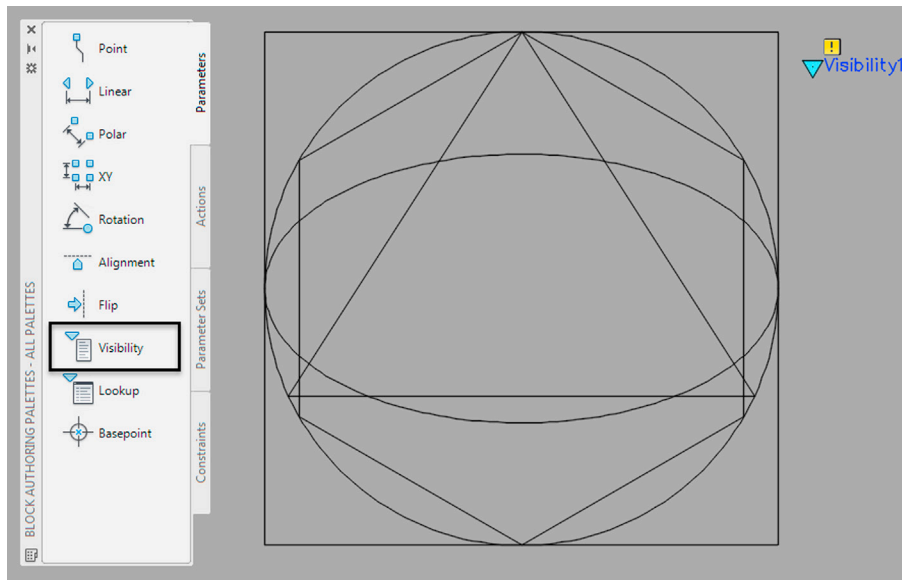 Point
Linear
Polar
XY
Rotation
Alignment
Flip
Visibility
Lookup
Basepoint
Parameters
Actions
Parameter Sets
Constraints
BLOCK AUTHORING PALETTES - ALL PALETTES
!
Visibility1